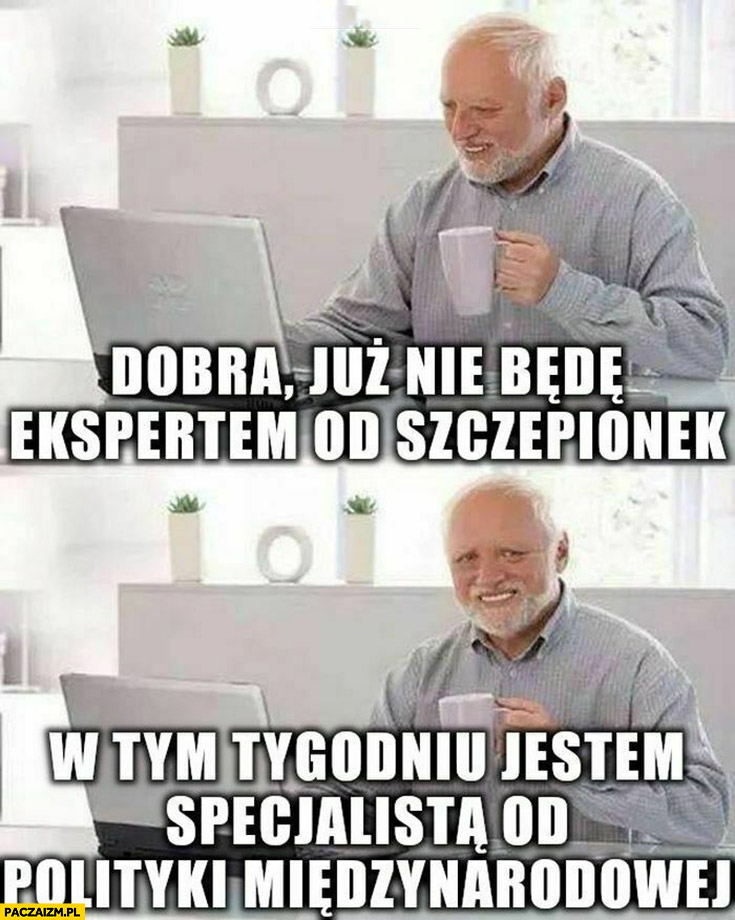 DOBRA, JUŻ NIE BĘDĘ
EKSPERTEM OD SZCZEPIONEK
W TYM TYGODNIU JESTEM
SPECJALISTĄ OD
POLITYKI MIĘDZYNARODOWEJ
PACZAIZM.PL